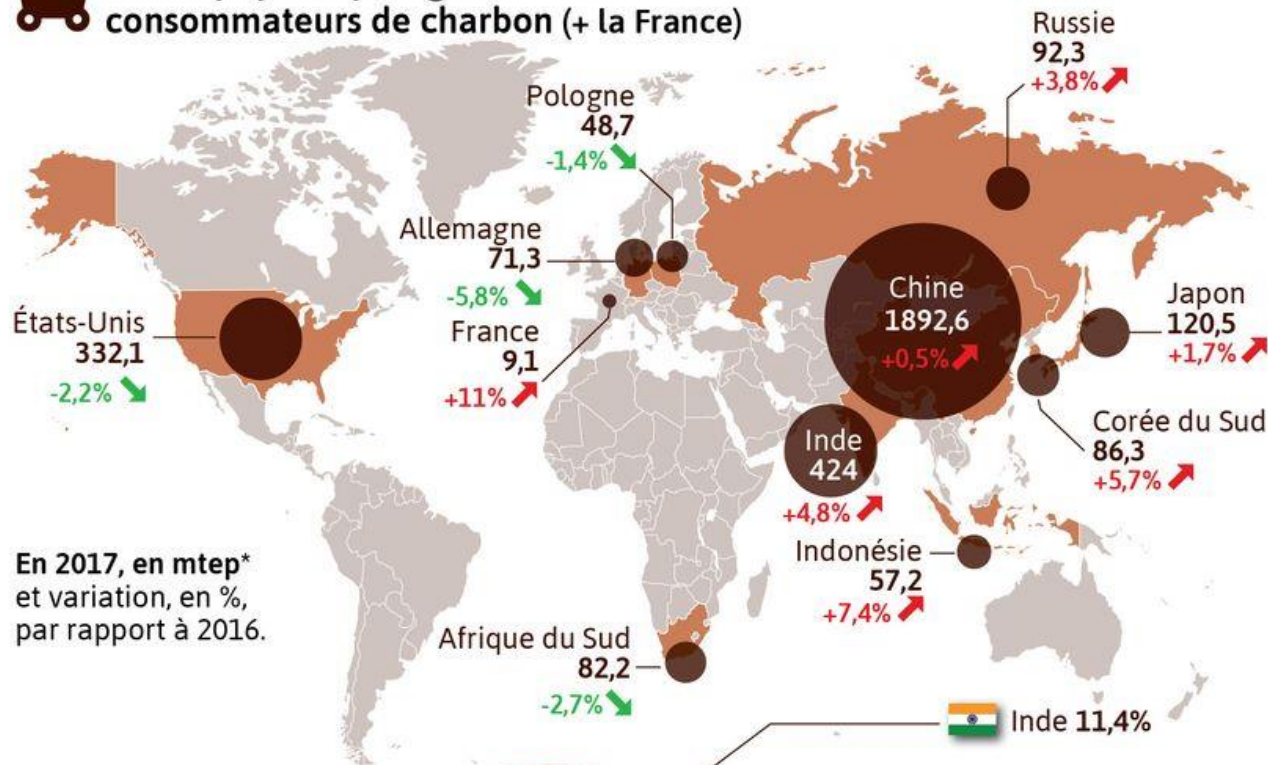 consommateurs de charbon (+ la France)
Russie
92,3
+3,8%
Pologne
48,7
-1,4%
Allemagne
71,3
-5,8%
France
9,1
+11%
États-Unis
332,1
-2,2%
Chine
1892,6
+0,5%
Japon
120,5
+1,7%
Corée du Sud
86,3
+5,7%
Inde
424
+4,8%
Indonésie
57,2
+7,4%
En 2017, en mtep*
et variation, en %,
par rapport à 2016.
Afrique du Sud
82,2
-2,7%
Inde 11,4%